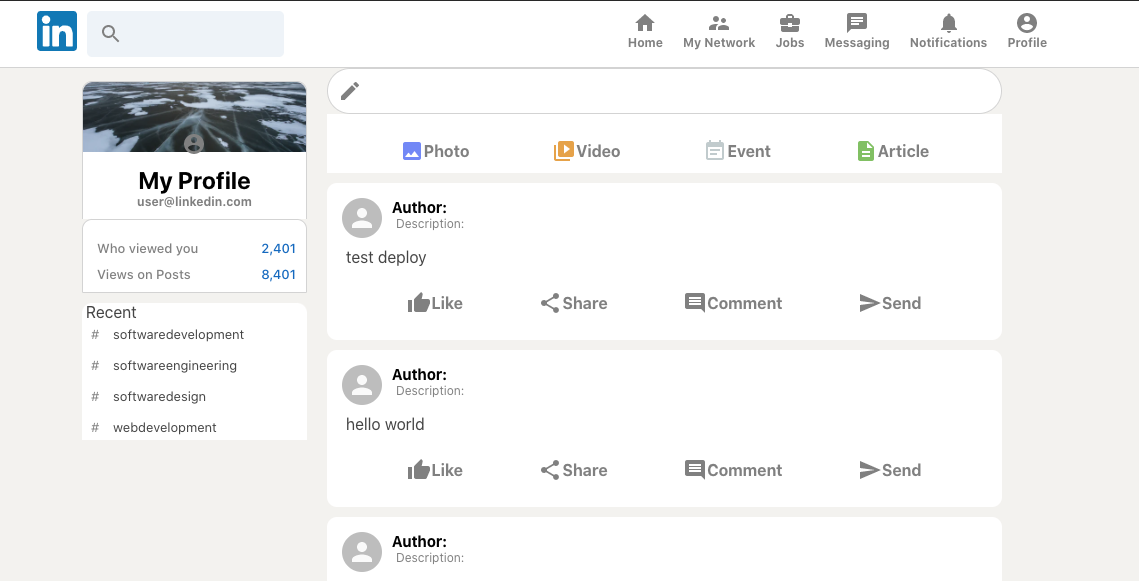 in
Home My Network Jobs Messaging Notifications Profile
My Profile
user@linkedin.com
Who viewed you 2,401
Views on Posts 8,401
Recent
# softwaredevelopment
# softwareengineering
# softwaredesign
# webdevelopment
Photo Video Event Article
Author:
Description:
test deploy
Like Share Comment Send
Author:
Description:
hello world
Like Share Comment Send
Author:
Description: